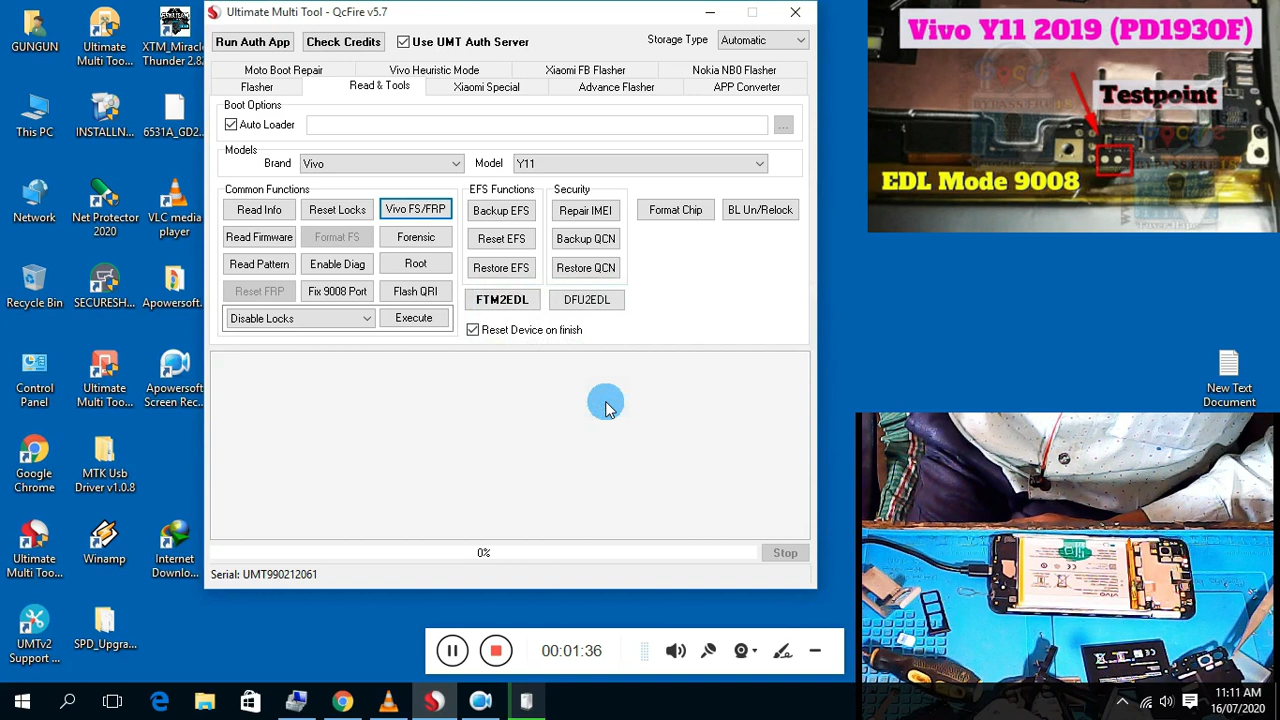 GUNGUN
Ultimate
Multi Too...
XTM_Miracle
Thunder 2.8...
This PC
INSTALLN...
6531A_GD2...
Network
Net Protector
2020
VLC media
player
Recycle Bin
SECURESH...
Apowersoft...
Control
Panel
Ultimate
Multi Too...
Apowersoft
Screen Rec...
Google
Chrome
MTK Usb
Driver v1.0.8
Ultimate
Multi Too...
Winamp
Internet
Downlo...
UMTv2
Support ...
SPD_Upgra...
Ultimate Multi Tool - QcFire v5.7
Run Auth App
Check Credits
Use UMT Auth Server
Storage Type
Automatic
Moto Boot Repair
Vivo Heuristic Mode
Xiaomi FB Flasher
Nokia NB0 Flasher
Flasher
Read & Tools
Xiaomi Special
Advance Flasher
APP Converter
Boot Options
Auto Loader
...
Models
Brand
Vivo
Model
Y11
Common Functions
Read Info
Reset Locks
Vivo FS/FRP
Read Firmware
Format FS
Forensic
Read Pattern
Enable Diag
Root
Reset FRP
Fix 9008 Port
Flash QRI
Disable Locks
Execute
EFS Functions
Backup EFS
Reset EFS
Restore EFS
FTM2EDL
Security
Repair IMEI
Backup QCN
Restore QCN
DFU2EDL
Format Chip
BL Un/Relock
Reset Device on finish
0%
Stop
Serial: UMT990212061
00:01:36
Vivo Y11 2019 (PD1930F)
Testpoint
EDL Mode 9008
New Text
Document
vivo
11:11 AM
16/07/2020